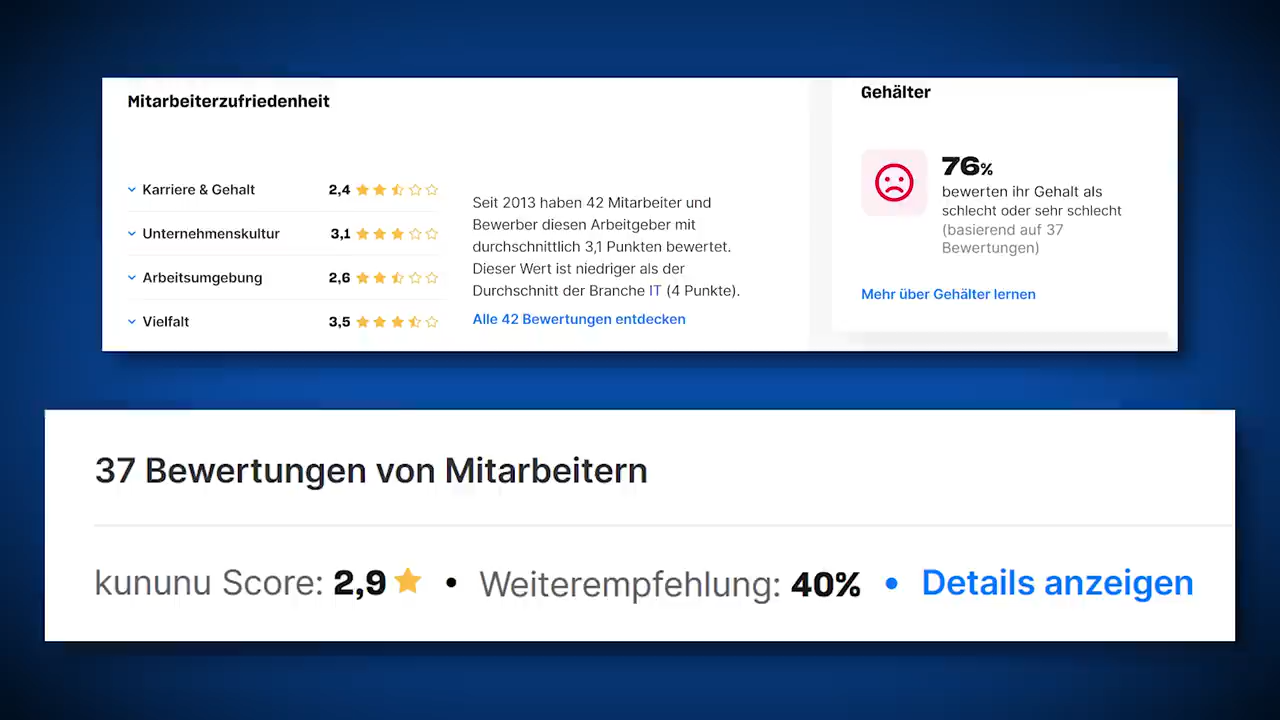 Mitarbeiterzufriedenheit
Karriere & Gehalt 2,4
Unternehmenskultur 3,1
Arbeitsumgebung 2,6
Vielfalt 3,5
Seit 2013 haben 42 Mitarbeiter und
Bewerber diesen Arbeitgeber mit
durchschnittlich 3,1 Punkten bewertet.
Dieser Wert ist niedriger als der
Durchschnitt der Branche IT (4 Punkte).
Alle 42 Bewertungen entdecken
Gehälter
76%
bewerten ihr Gehalt als
schlecht oder sehr schlecht
(basierend auf 37
Bewertungen)
Mehr über Gehälter lernen
37 Bewertungen von Mitarbeitern
kununu Score: 2,9 • Weiterempfehlung: 40% • Details anzeigen